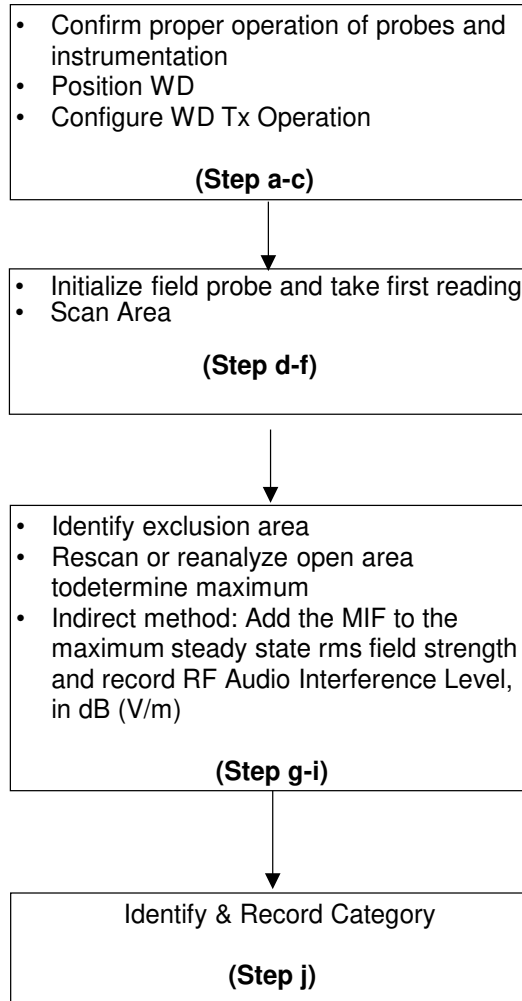 • Confirm proper operation of probes and
instrumentation
• Position WD
• Configure WD Tx Operation
(Step a-c)
• Initialize field probe and take first reading
• Scan Area
(Step d-f)
• Identify exclusion area
• Rescan or reanalyze open area
todetermine maximum
• Indirect method: Add the MIF to the
maximum steady state rms field strength
and record RF Audio Interference Level,
in dB (V/m)
(Step g-i)
Identify & Record Category
(Step j)